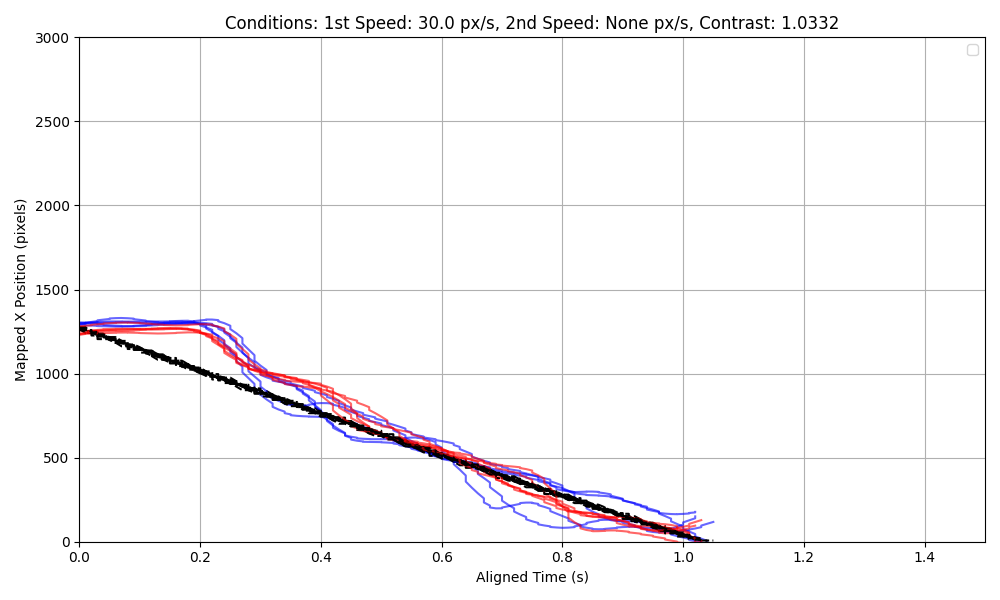 Conditions: 1st Speed: 30.0 px/s, 2nd Speed: None px/s, Contrast: 1.0332
3000
2500
2000
1500
1000
500
0
Mapped X Position (pixels)
0.0 0.2 0.4 0.6 0.8 1.0 1.2 1.4
Aligned Time (s)